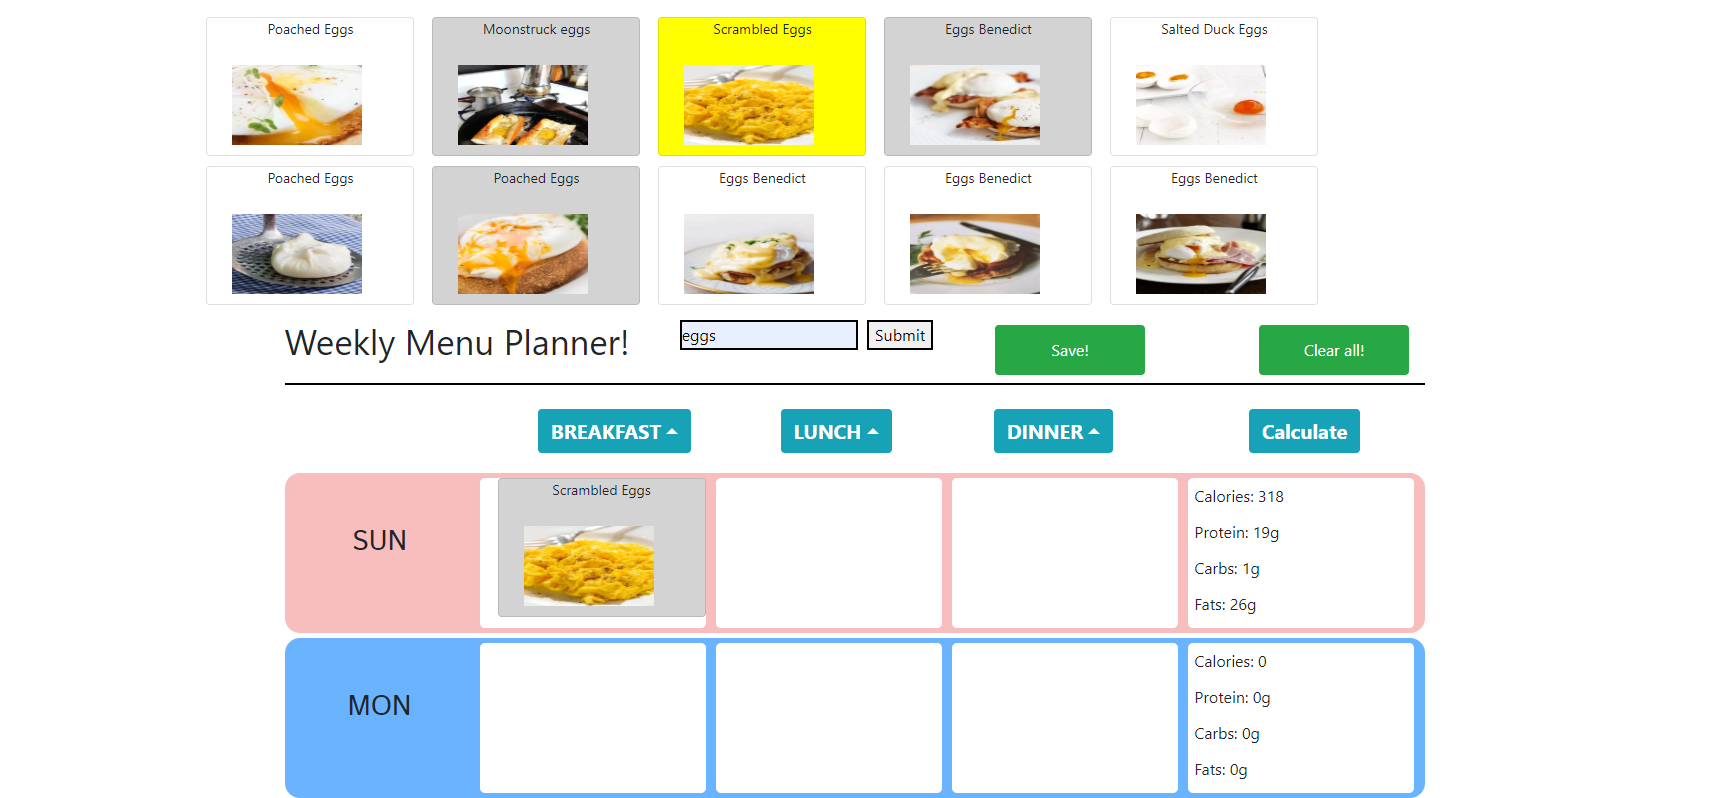 Poached Eggs
Moonstruck eggs
Scrambled Eggs
Eggs Benedict
Salted Duck Eggs
Poached Eggs
Poached Eggs
Eggs Benedict
Eggs Benedict
Eggs Benedict
Weekly Menu Planner!
eggs
Submit
Save!
Clear all!
BREAKFAST
LUNCH
DINNER
Calculate
SUN
Scrambled Eggs
Calories: 318
Protein: 19g
Carbs: 1g
Fats: 26g
MON
Calories: 0
Protein: 0g
Carbs: 0g
Fats: 0g